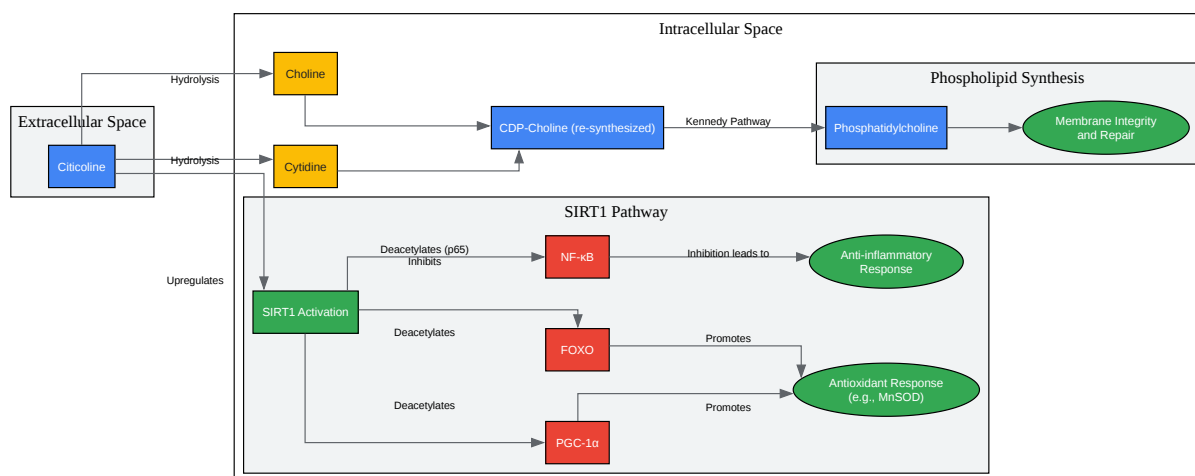 Intracellular Space
Phospholipid Synthesis
Extracellular Space
Citicoline
Hydrolysis
Choline
Hydrolysis
Cytidine
CDP-Choline (re-synthesized)
Kennedy Pathway
Phosphatidylcholine
Membrane Integrity
and Repair
SIRT1 Pathway
Upregulates
SIRT1 Activation
Deacetylates (p65)
Inhibits
NF-κB
Inhibition leads to
Anti-inflammatory
Response
Deacetylates
FOXO
Promotes
Antioxidant Response
(e.g., MnSOD)
Deacetylates
PGC-1α
Promotes